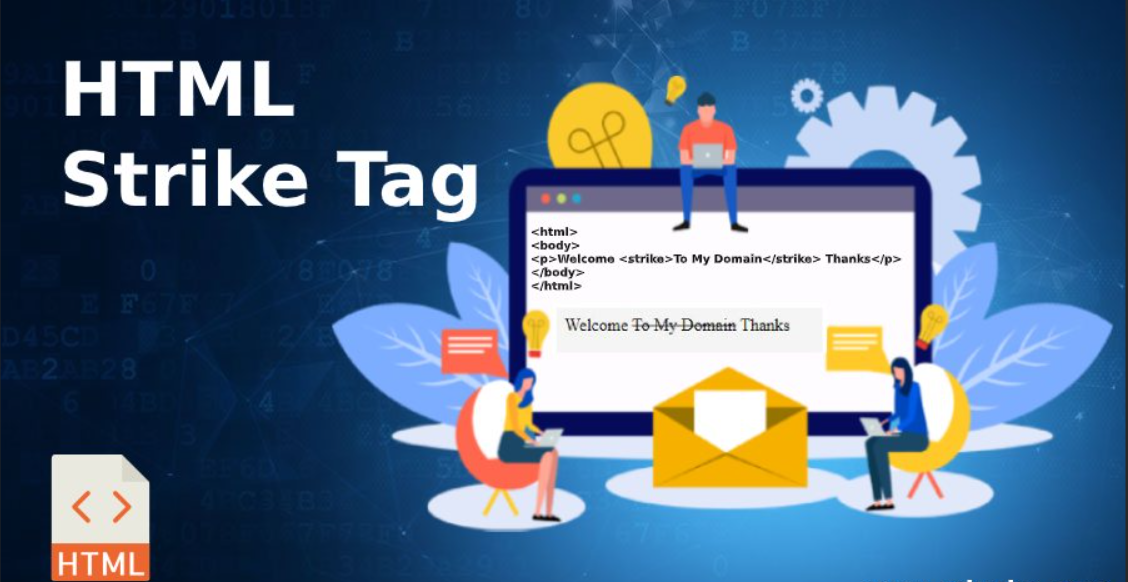 HTML
Strike Tag
<html>
<body>
<p>Welcome <strike>To My Domain</strike> Thanks</p>
</body>
</html>
Welcome To My Domain Thanks
HTML